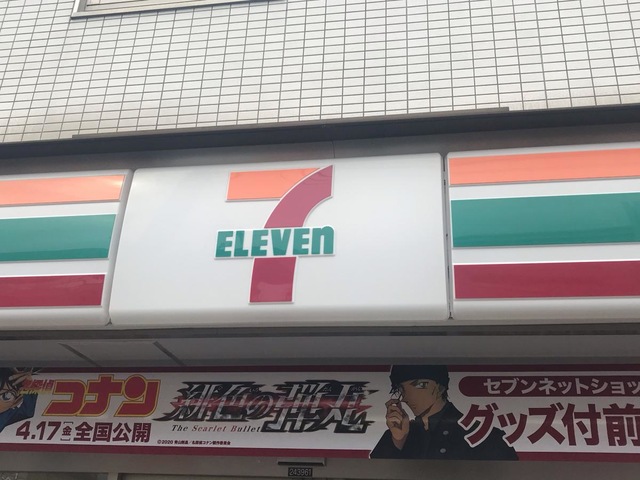 7
ELEVEn
名探偵
コナン
4.17(金)全国公開
緋色の弾丸
The Scarlet Bullet
©2020 青山剛昌/名探偵コナン製作委員会
セブンネットショッ
グッズ付前